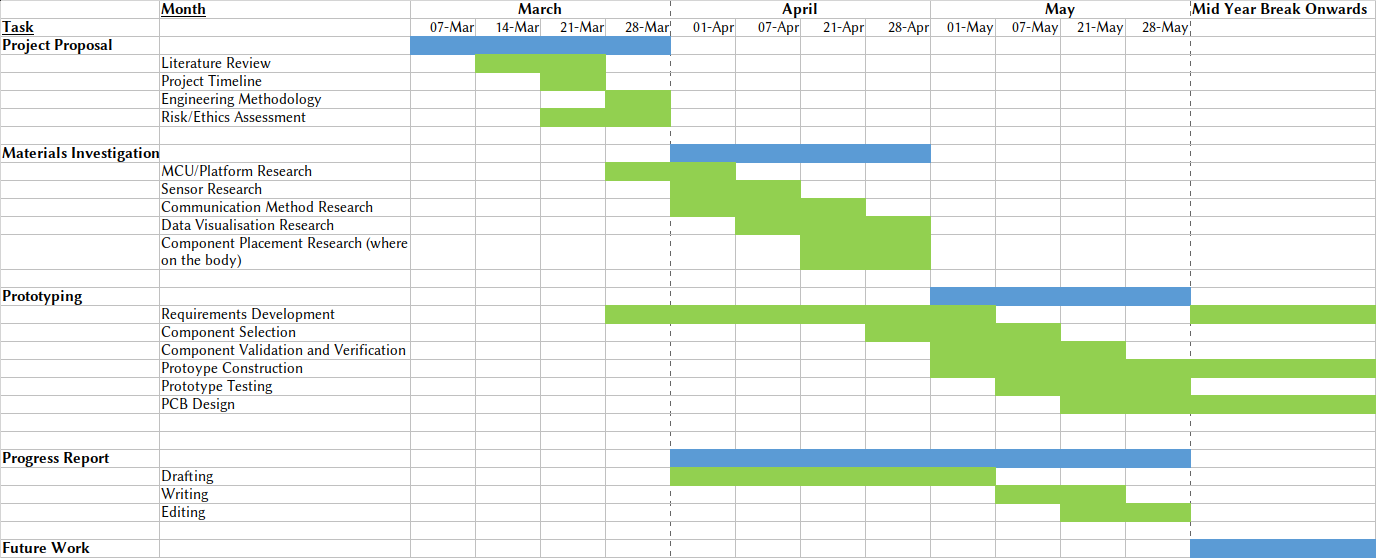 Month March April May Mid Year Break Onwards
Task 07-Mar 14-Mar 21-Mar 28-Mar 01-Apr 07-Apr 21-Apr 28-Apr 01-May 07-May 21-May 28-May
Project Proposal
Literature Review
Project Timeline
Engineering Methodology
Risk/Ethics Assessment
Materials Investigation
MCU/Platform Research
Sensor Research
Communication Method Research
Data Visualisation Research
Component Placement Research (where
on the body)
Prototyping
Requirements Development
Component Selection
Component Validation and Verification
Protoype Construction
Prototype Testing
PCB Design
Progress Report
Drafting
Writing
Editing
Future Work